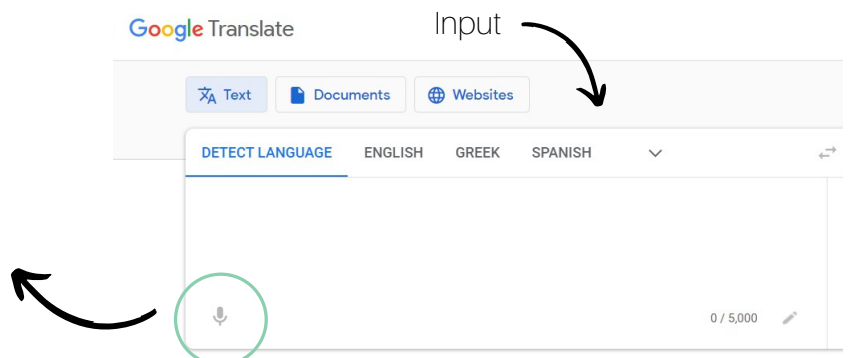 Google Translate
Input
Text Documents Websites
DETECT LANGUAGE ENGLISH GREEK SPANISH
0 / 5,000